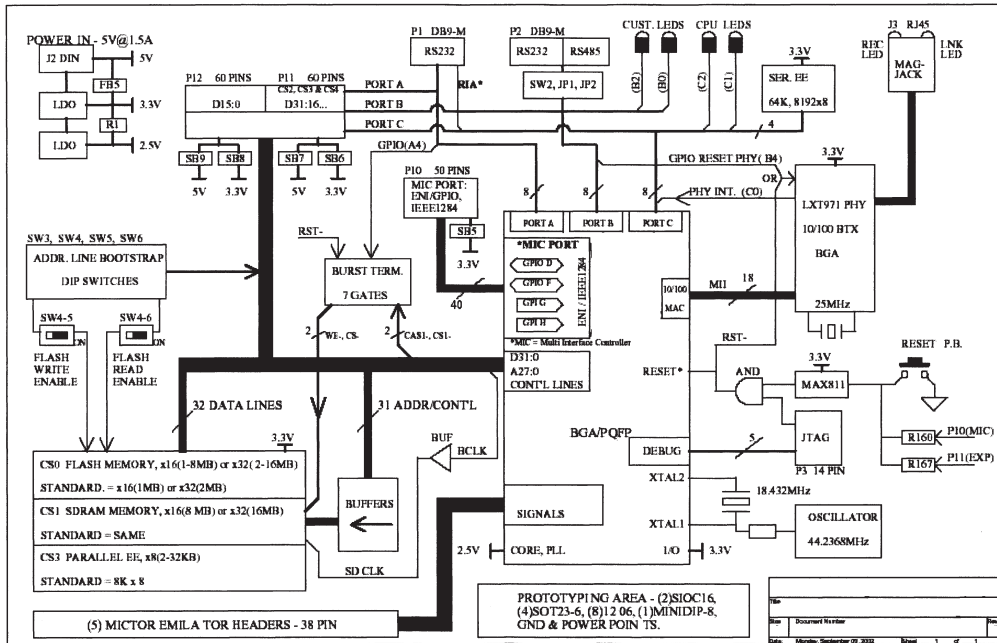 POWER IN - 5V@1.5A
J2 DIN
5V
FB5
LDO
3.3V
R1
LDO
2.5V
P12 60 PINS
P11 60 PINS
CS2, CS3 & CS4
D15:0
D31:16...
SB9
SB8
SB7
SB6
5V
3.3V
5V
3.3V
PORT A
PORT B
PORT C
P1 DB9-M
RS232
RIA*
P2 DB9-M
RS232
RS485
SW2, JP1, JP2
CUST. LEDS
CPU LEDS
(B2)
(B0)
(C2)
(C1)
3.3V
SER. EE
64K, 8192x8
4
J3 RJ45
REC LED
LNK LED
MAG-JACK
GPIO(A4)
P10 50 PINS
MIC PORT:
ENI/GPIO,
IEEE1284
SB5
3.3V
40
8
8
8
GPIO RESET PHY( B4)
OR
PHY INT. (C0)
3.3V
LXT971 PHY
10/100 BTX
BGA
25MHz
PORT A
PORT B
PORT C
*MIC PORT
GPIO D
GPIO F
GPI G
GPI H
ENI / IEEE1284
10/100
MAC
MII
18
*MIC = Multi Interface Controller
D31:0
A27:0
CONT'L LINES
RESET*
SW3, SW4, SW5, SW6
ADDR. LINE BOOTSTRAP
DIP SWITCHES
SW4-5
ON
SW4-6
ON
FLASH
WRITE
ENABLE
FLASH
READ
ENABLE
RST-
BURST TERM.
7 GATES
2
WE-, CS-
2
CAS1-, CS1-
32 DATA LINES
31 ADDR/CONT'L
BUF
BCLK
3.3V
CS0 FLASH MEMORY, x16(1-8MB) or x32(2-16MB)
STANDARD. = x16(1MB) or x32(2MB)
CS1 SDRAM MEMORY, x16(8 MB) or x32(16MB)
STANDARD = SAME
CS3 PARALLEL EE, x8(2-32KB)
STANDARD = 8K x 8
BUFFERS
SD CLK
RST-
AND
3.3V
MAX811
RESET P.B.
JTAG
P3 14 PIN
R160
P10(MIC)
R167
P11(EXP)
BGA/PQFP
DEBUG
5
XTAL2
18.432MHz
XTAL1
OSCILLATOR
44.2368MHz
SIGNALS
2.5V
CORE, PLL
I/O
3.3V
(5) MICTOR EMILA TOR HEADERS - 38 PIN
PROTOTYPING AREA - (2)SIOC16,
(4)SOT23-6, (8)12 06, (1)MINIDIP-8,
GND & POWER POIN TS.
Title
Size
Document Number
Rev
Date:
Monday, September 09, 2002
Sheet
1
of
1